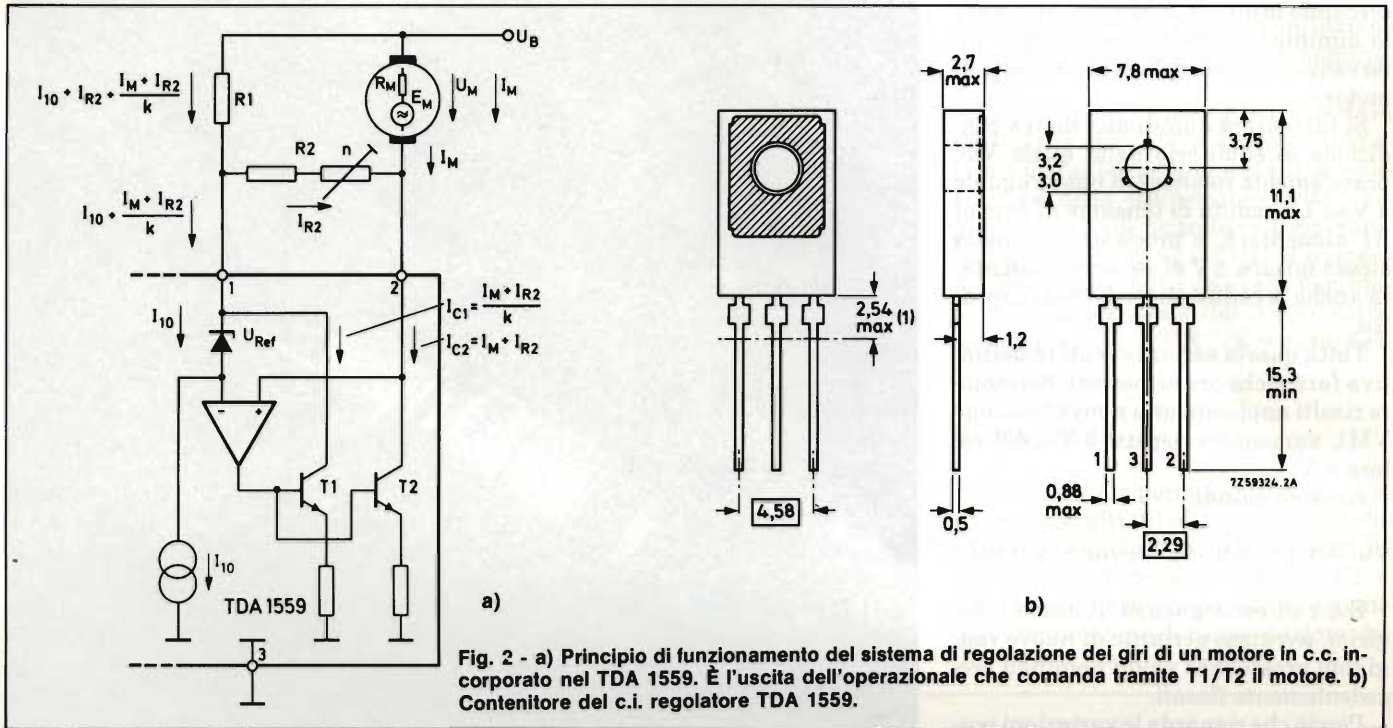 U_B
I_10 + I_R2 + (I_M + I_R2)/k
R1
R_M
E_M
U_M
I_M
I_M
R2
n
I_R2
I_10 + (I_M + I_R2)/k
1
2
I_10
U_Ref
I_C1 = (I_M + I_R2)/k
I_C2 = I_M + I_R2
-
+
T1
T2
I_10
TDA 1559
3
a)
2,7 max
7,8 max
3,75
3,2
3,0
11,1 max
2,54 max (1)
1,2
15,3 min
1
3
2
7Z59324.2A
0,88 max
4,58
0,5
2,29
b)
Fig. 2 - a) Principio di funzionamento del sistema di regolazione dei giri di un motore in c.c. in-
corporato nel TDA 1559. È l'uscita dell'operazionale che comanda tramite T1/T2 il motore. b)
Contenitore del c.i. regolatore TDA 1559.